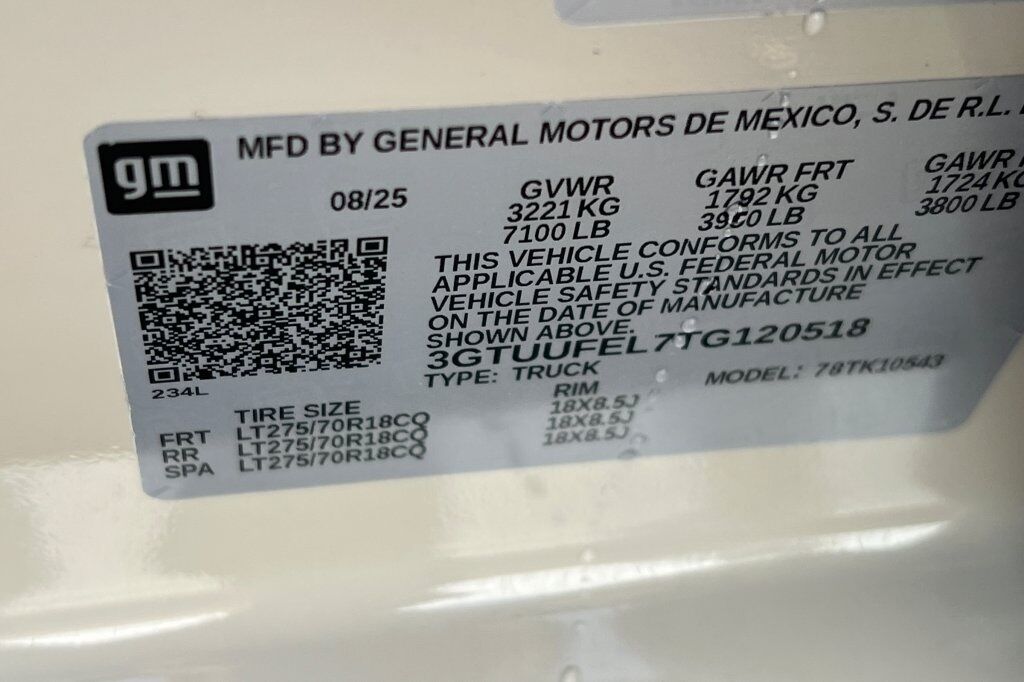 gm
MFD BY GENERAL MOTORS DE MEXICO, S. DE R.L.
08/25
GVWR
3221 KG
7100 LB
GAWR FRT
1792 KG
3950 LB
GAWR
1724 KG
3800 LB
THIS VEHICLE CONFORMS TO ALL
APPLICABLE U.S. FEDERAL MOTOR
VEHICLE SAFETY STANDARDS IN EFFECT
ON THE DATE OF MANUFACTURE
SHOWN ABOVE.
3GTUUFEL7TG120518
TYPE: TRUCK
MODEL: 78TK10543
234L
TIRE SIZE
RIM
FRT LT275/70R18CQ 18X8.5J
RR LT275/70R18CQ 18X8.5J
SPA LT275/70R18CQ 18X8.5J